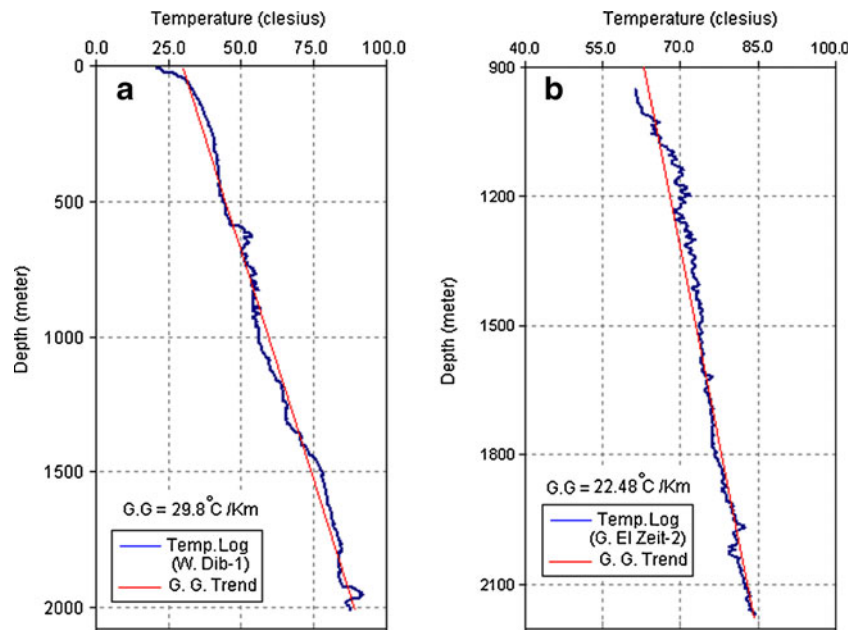 Temperature (clesius)
0.0 25.0 50.0 75.0 100.0
0
500
1000
1500
2000
Depth (meter)
a
G.G = 29.8°C /Km
Temp.Log
(W. Dib-1)
G. G. Trend
Temperature (clesius)
40.0 55.0 70.0 85.0 100.0
900
1200
1500
1800
2100
Depth (meter)
b
G.G = 22.48°C /Km
Temp.Log
(G. El Zeit-2)
G. G. Trend